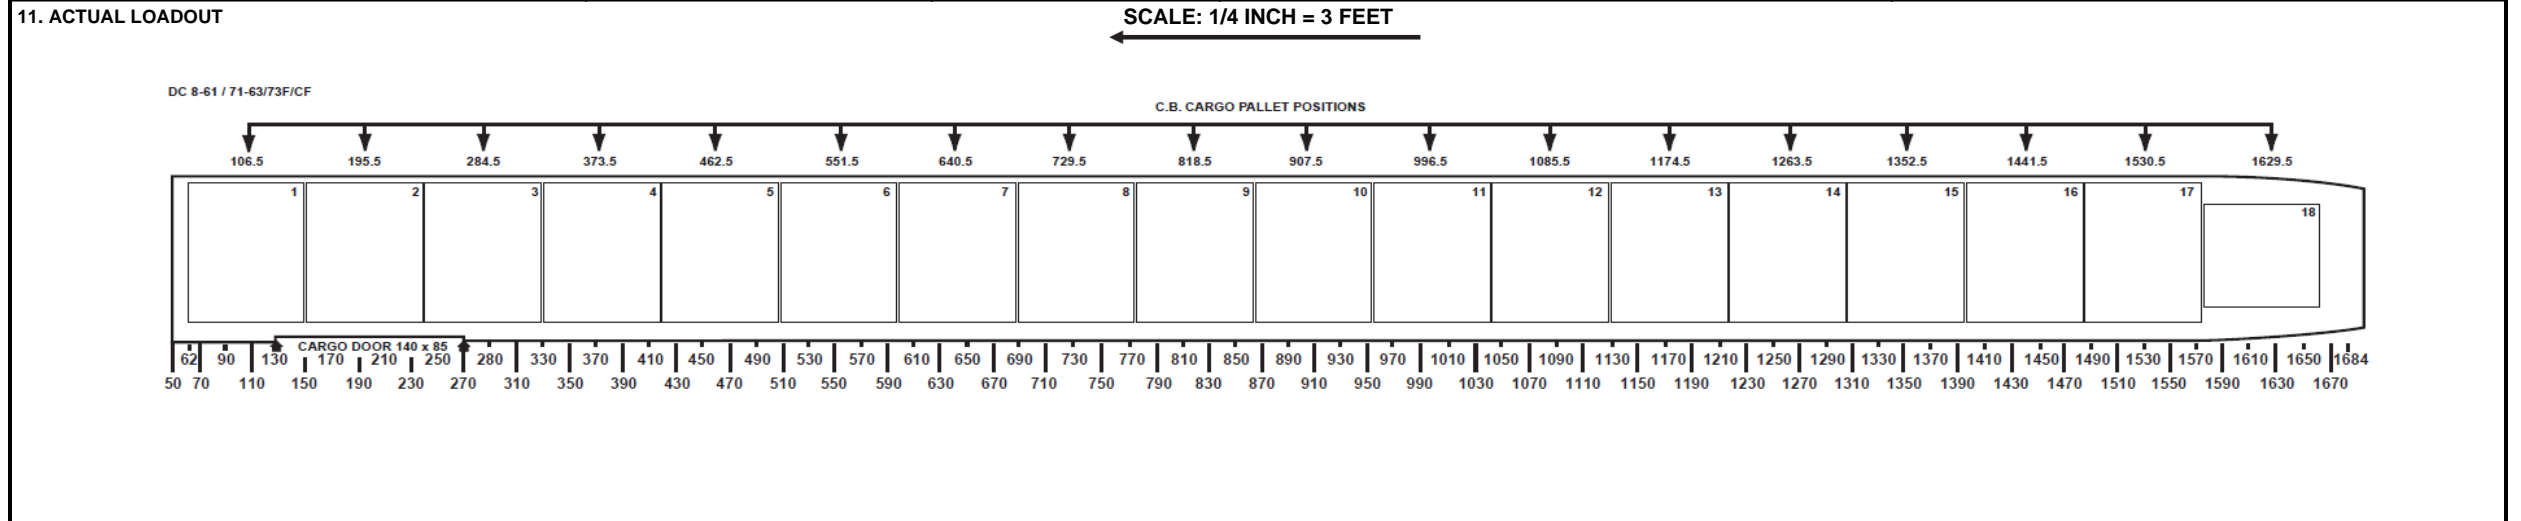 11. ACTUAL LOADOUT
SCALE: 1/4 INCH = 3 FEET
DC 8-61 / 71-63/73F/CF
C.B. CARGO PALLET POSITIONS
106.5 195.5 284.5 373.5 462.5 551.5 640.5 729.5 818.5 907.5 996.5 1085.5 1174.5 1263.5 1352.5 1441.5 1530.5 1629.5
1 2 3 4 5 6 7 8 9 10 11 12 13 14 15 16 17
18
CARGO DOOR 140 x 85
62 90 130 170 210 250 280 330 370 410 450 490 530 570 610 650 690 730 770 810 850 890 930 970 1010 1050 1090 1130 1170 1210 1250 1290 1330 1370 1410 1450 1490 1530 1570 1610 1650 1684
50 70 110 150 190 230 270 310 350 390 430 470 510 550 590 630 670 710 750 790 830 870 910 950 990 1030 1070 1110 1150 1190 1230 1270 1310 1350 1390 1430 1470 1510 1550 1590 1630 1670